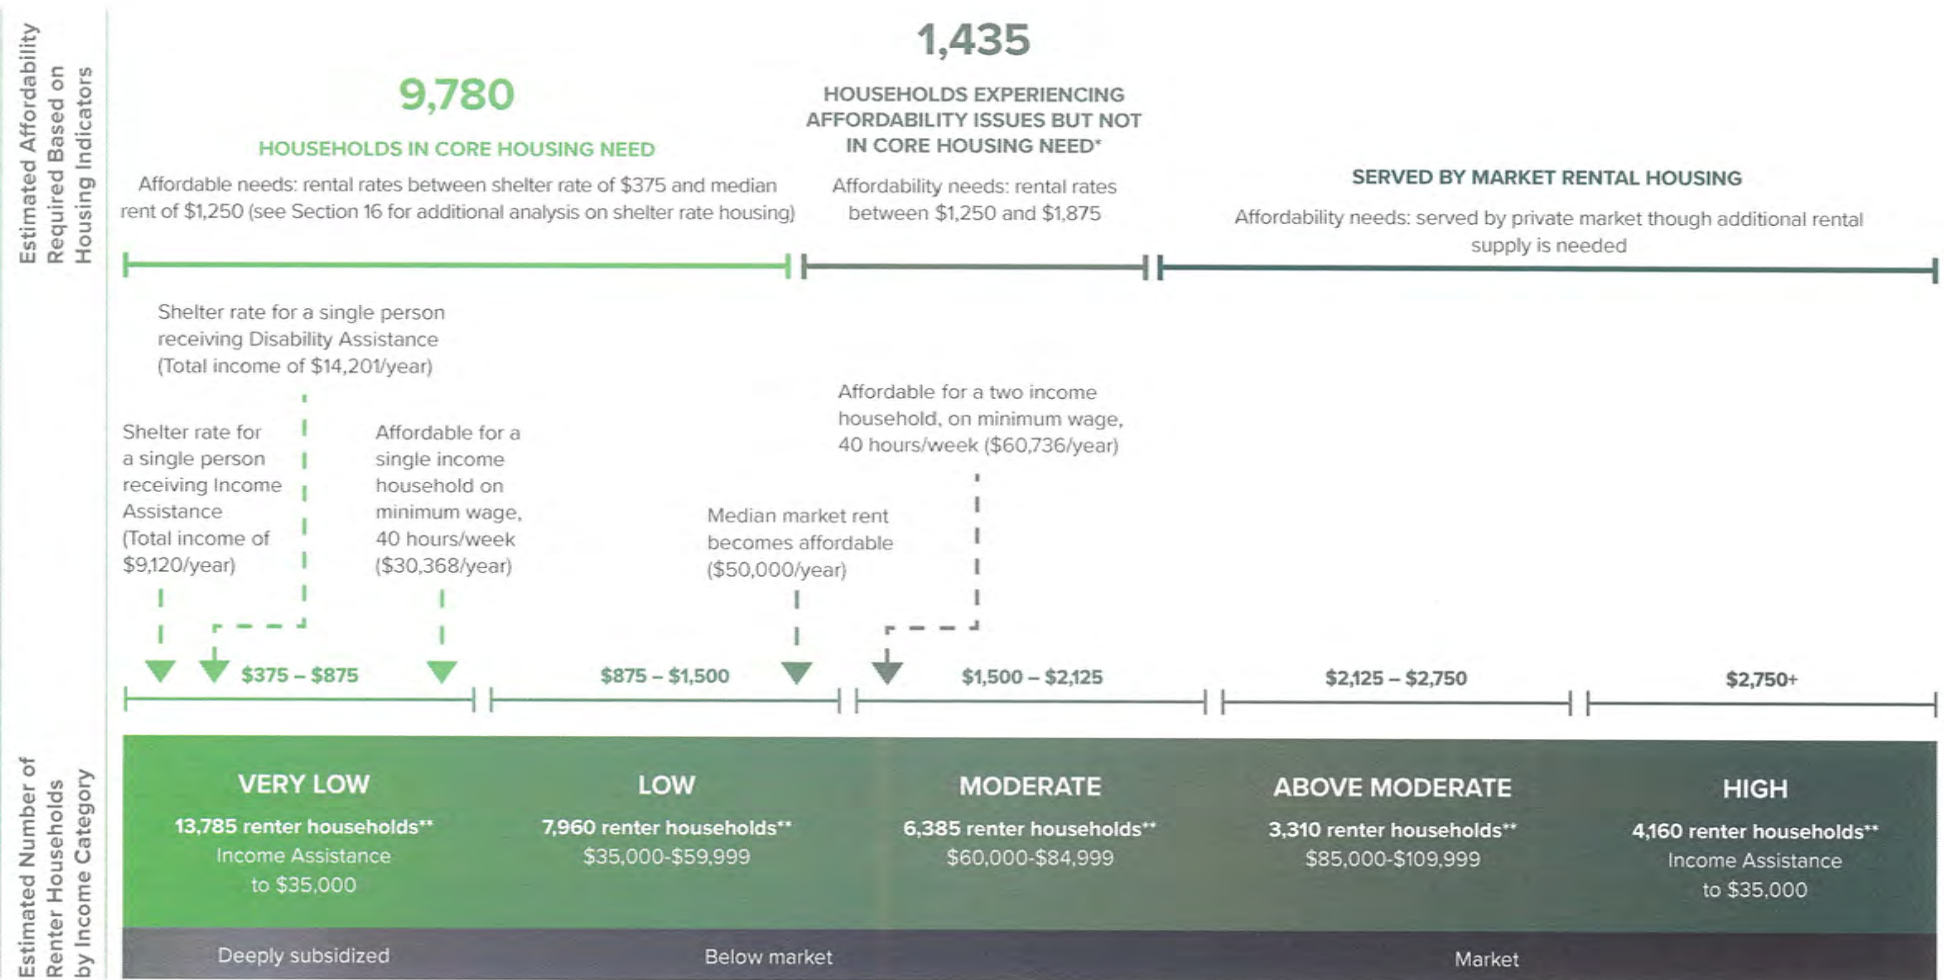 Estimated Affordability
Required Based on
Housing Indicators
9,780
HOUSEHOLDS IN CORE HOUSING NEED
Affordable needs: rental rates between shelter rate of $375 and median
rent of $1,250 (see Section 16 for additional analysis on shelter rate housing)
1,435
HOUSEHOLDS EXPERIENCING
AFFORDABILITY ISSUES BUT NOT
IN CORE HOUSING NEED*
Affordability needs: rental rates
between $1,250 and $1,875
SERVED BY MARKET RENTAL HOUSING
Affordability needs: served by private market though additional rental
supply is needed
Shelter rate for a single person
receiving Disability Assistance
(Total income of $14,201/year)
Shelter rate for
a single person
receiving Income
Assistance
(Total income of
$9,120/year)
Affordable for a
single income
household on
minimum wage,
40 hours/week
($30,368/year)
Median market rent
becomes affordable
($50,000/year)
Affordable for a two income
household, on minimum wage,
40 hours/week ($60,736/year)
$375 – $875
$875 – $1,500
$1,500 – $2,125
$2,125 – $2,750
$2,750+
Estimated Number of
Renter Households
by Income Category
VERY LOW
13,785 renter households**
Income Assistance
to $35,000
LOW
7,960 renter households**
$35,000-$59,999
MODERATE
6,385 renter households**
$60,000-$84,999
ABOVE MODERATE
3,310 renter households**
$85,000-$109,999
HIGH
4,160 renter households**
Income Assistance
to $35,000
Deeply subsidized
Below market
Market